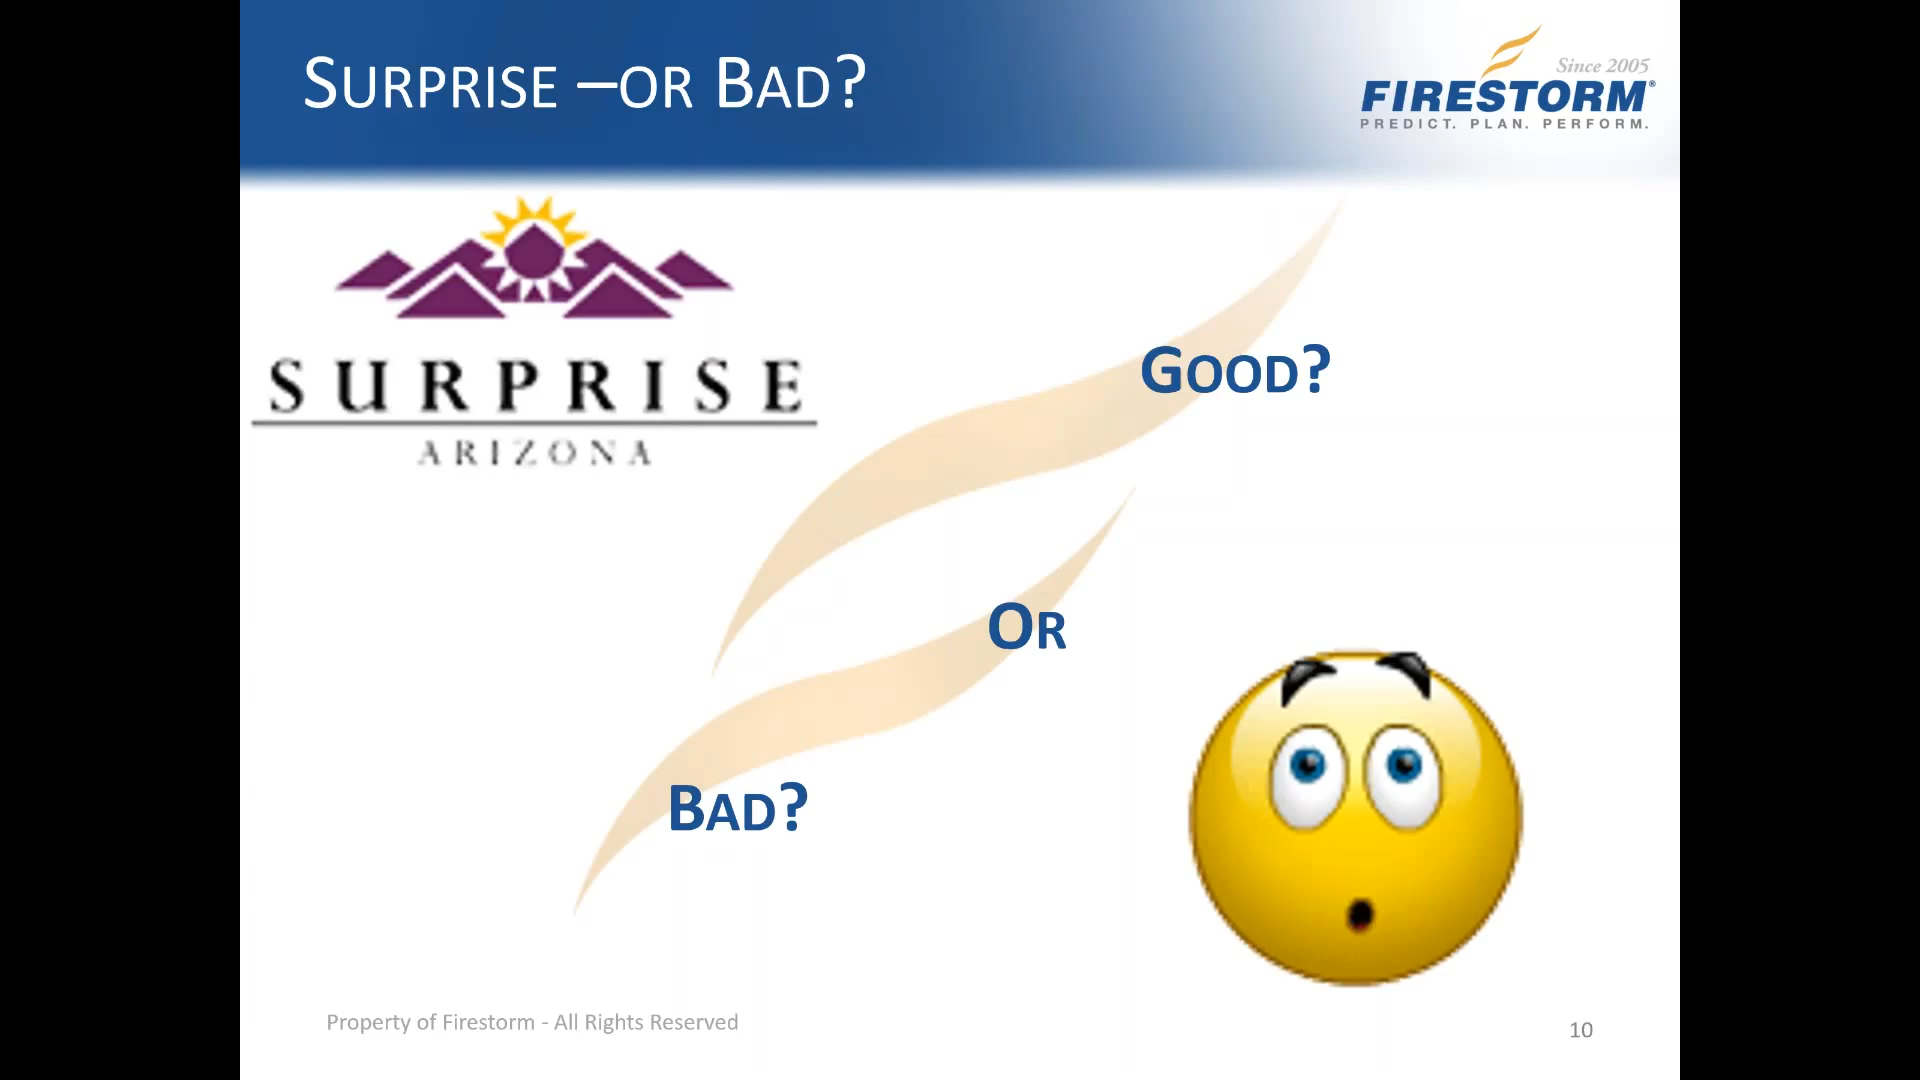 SURPRISE –OR BAD?
Since 2005
FIRESTORM®
PREDICT. PLAN. PERFORM.
SURPRISE
ARIZONA
GOOD?
OR
BAD?
Property of Firestorm - All Rights Reserved
10